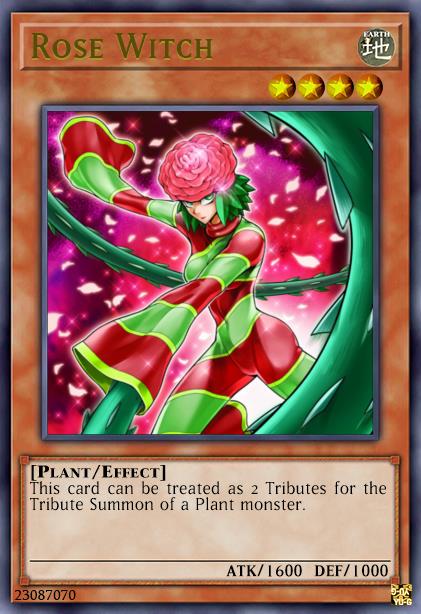 Rose Witch
EARTH
地
[Plant/Effect]
This card can be treated as 2 Tributes for the
Tribute Summon of a Plant monster.
ATK/1600 DEF/1000
23087070